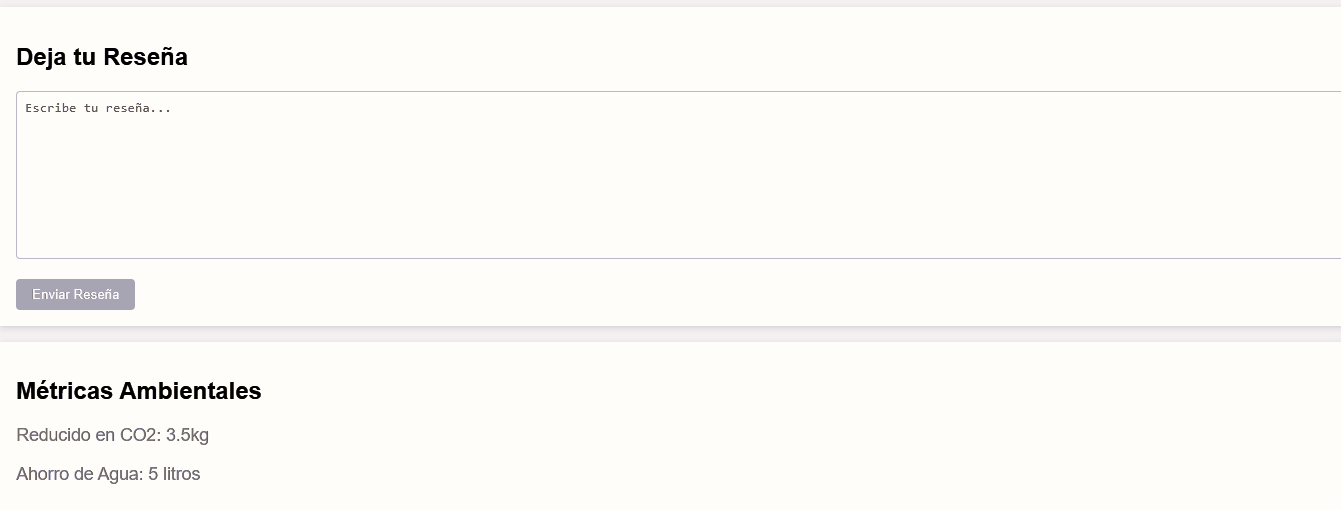 Deja tu Reseña
Escribe tu reseña...
Enviar Reseña
Métricas Ambientales
Reducido en CO2: 3.5kg
Ahorro de Agua: 5 litros